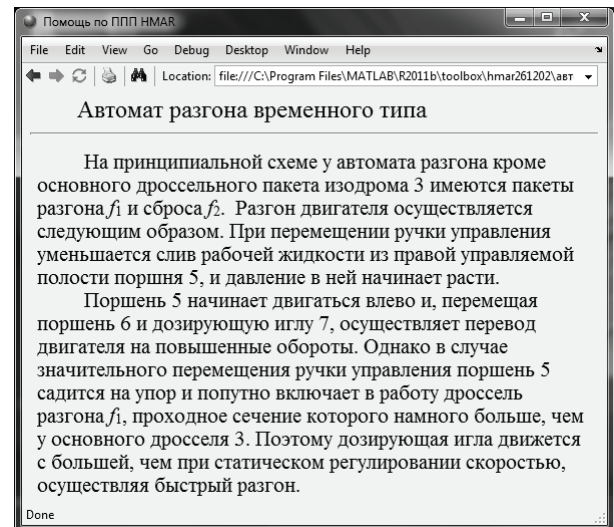 Помощь по ППП HMAR
File Edit View Go Debug Desktop Window Help
Location: file:///C:\Program Files\MATLAB\R2011b\toolbox\hmar261202\авт
Автомат разгона временного типа
На принципиальной схеме у автомата разгона кроме
основного дроссельного пакета изодрома 3 имеются пакеты
разгона f1 и сброса f2. Разгон двигателя осуществляется
следующим образом. При перемещении ручки управления
уменьшается слив рабочей жидкости из правой управляемой
полости поршня 5, и давление в ней начинает расти.
Поршень 5 начинает двигаться влево и, перемещая
поршень 6 и дозирующую иглу 7, осуществляет перевод
двигателя на повышенные обороты. Однако в случае
значительного перемещения ручки управления поршень 5
садится на упор и попутно включает в работу дроссель
разгона f1, проходное сечение которого намного больше, чем
у основного дросселя 3. Поэтому дозирующая игла движется
с большей, чем при статическом регулировании скоростью,
осуществляя быстрый разгон.
Done